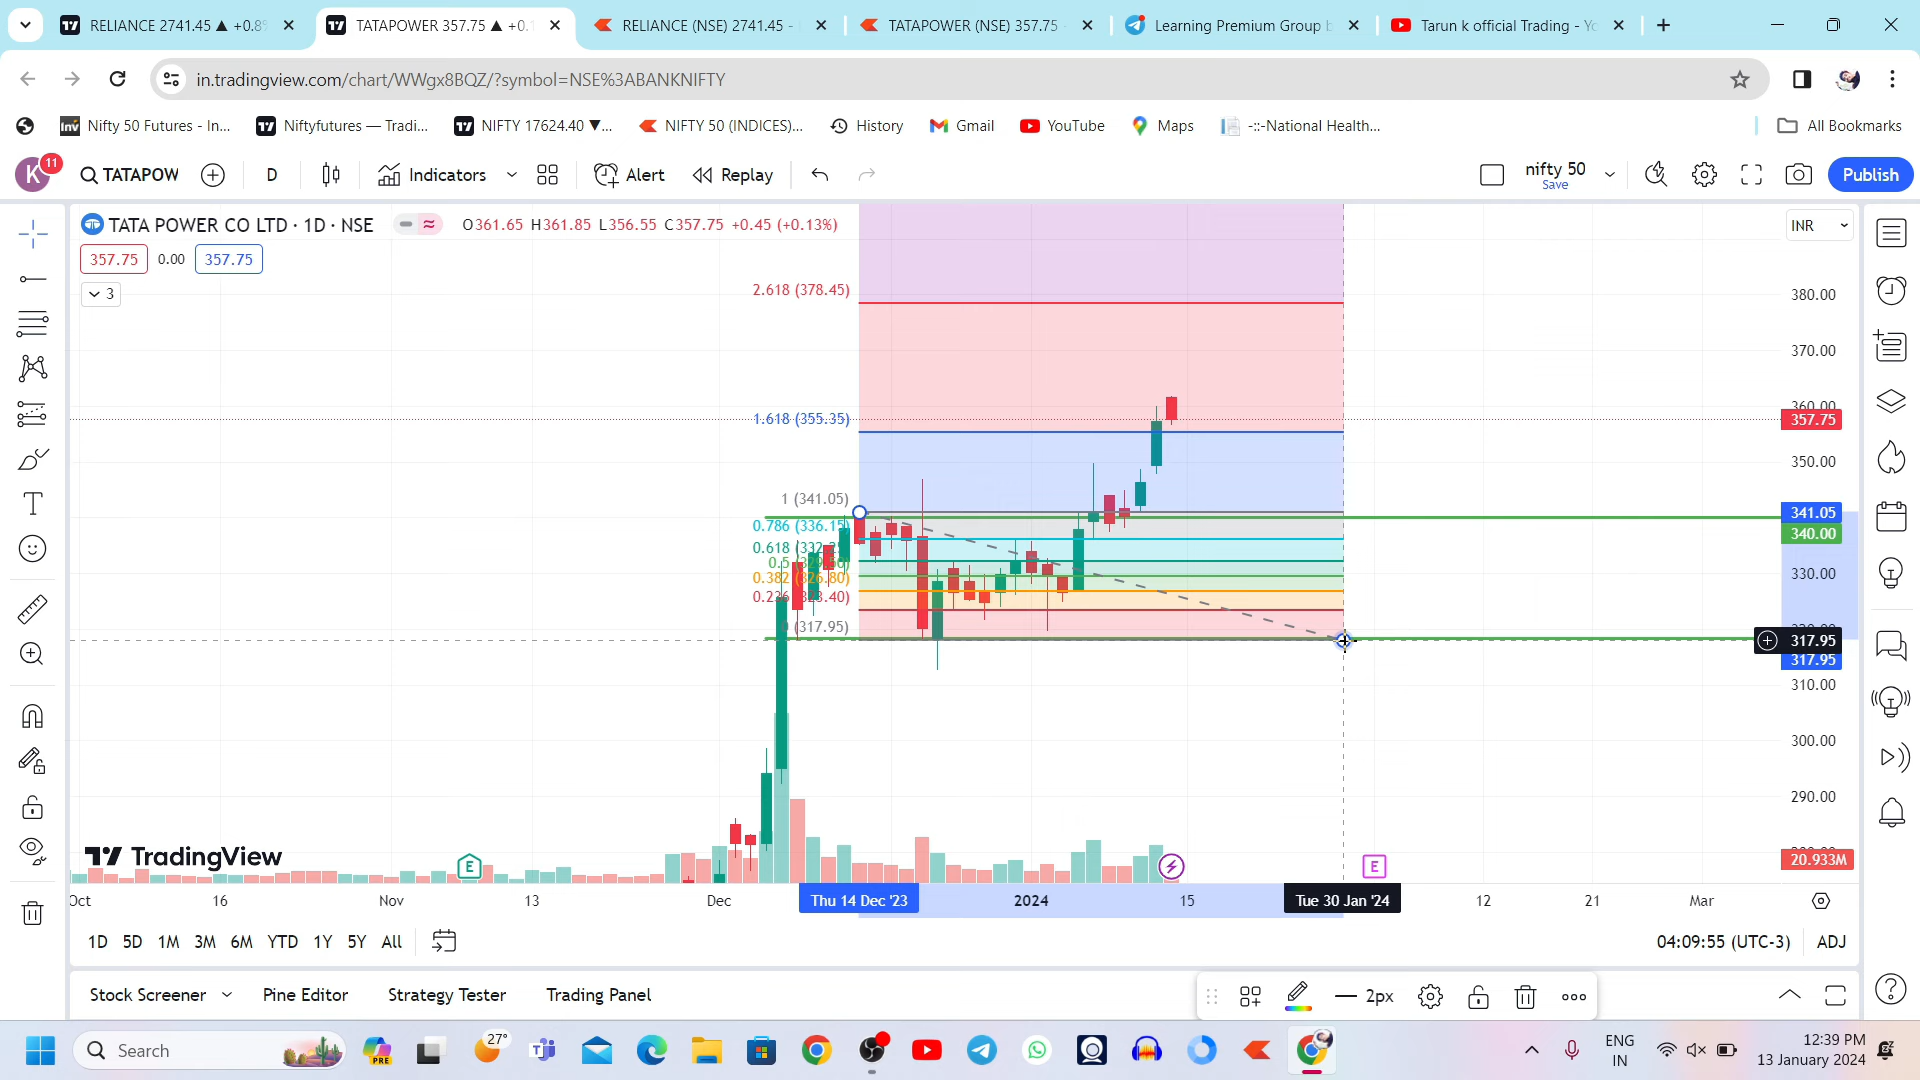 RELIANCE 2741.45 ▲ +0.8
TATAPOWER 357.75 ▲ +0.1
RELIANCE (NSE) 2741.45 -
TATAPOWER (NSE) 357.75
Learning Premium Group b
Tarun k official Trading - Yo
in.tradingview.com/chart/WWgx8BQZ/?symbol=NSE%3ABANKNIFTY
Nifty 50 Futures - In...
Niftyfutures — Tradi...
NIFTY 17624.40 ▼...
NIFTY 50 (INDICES)...
History
Gmail
YouTube
Maps
-::-National Health...
All Bookmarks
K
11
TATAPOW
D
Indicators
Alert
Replay
nifty 50
Save
Publish
TATA POWER CO LTD · 1D · NSE
O361.65 H361.85 L356.55 C357.75 +0.45 (+0.13%)
INR
357.75
0.00
357.75
3
2.618 (378.45)
1.618 (355.35)
1 (341.05)
0.786 (336.15)
0.618 (332.25)
0.382 (326.80)
(317.95)
380.00
370.00
360.00
357.75
350.00
341.05
340.00
330.00
317.95
317.95
310.00
300.00
290.00
20.933M
TradingView
E
E
Oct
16
Nov
13
Dec
Thu 14 Dec '23
2024
15
Tue 30 Jan '24
12
21
Mar
1D 5D 1M 3M 6M YTD 1Y 5Y All
04:09:55 (UTC-3)
ADJ
Stock Screener
Pine Editor
Strategy Tester
Trading Panel
2px
Search
PRE
27°
ENG
IN
12:39 PM
13 January 2024